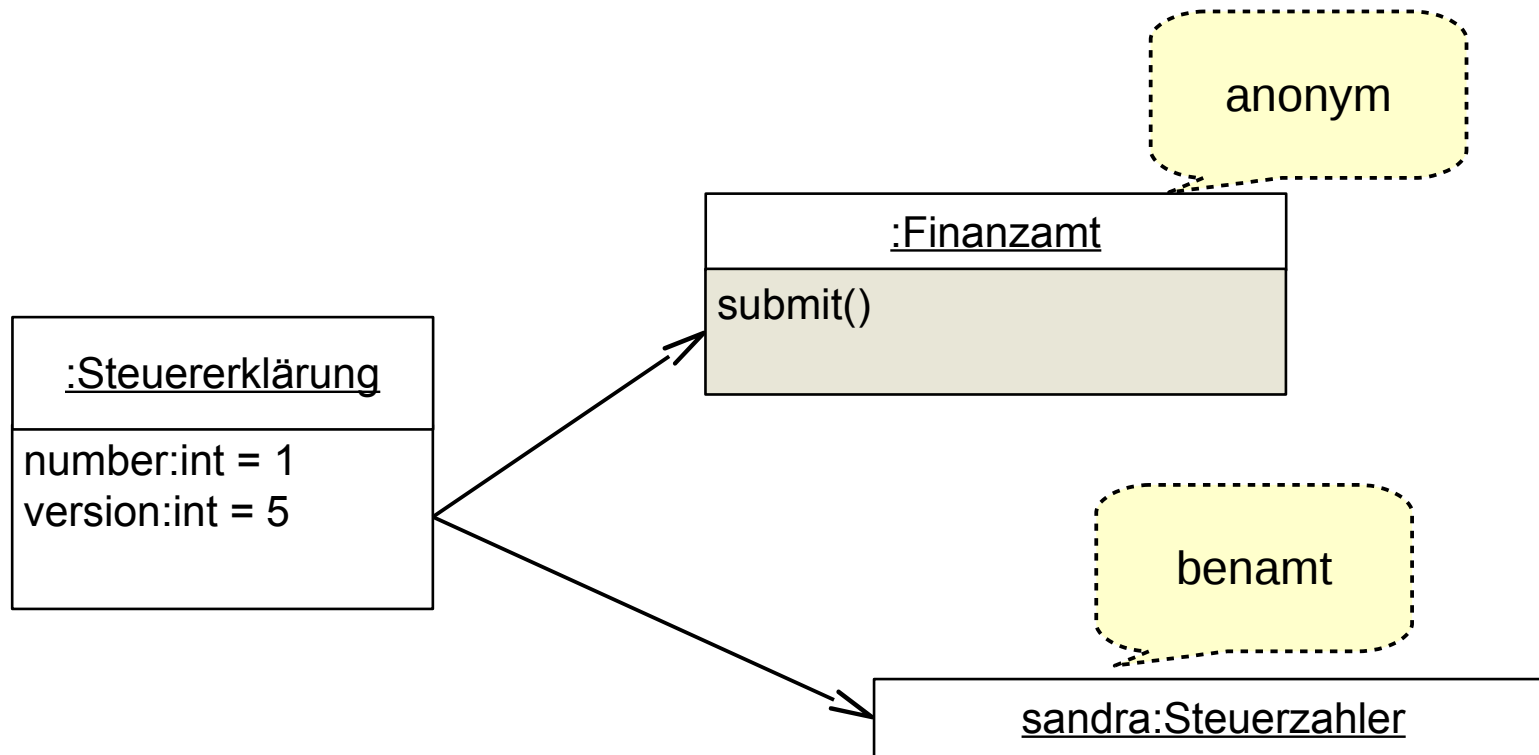 anonym
:Finanzamt
submit()
:Steuererklärung
number:int = 1
version:int = 5
benamt
sandra:Steuerzahler